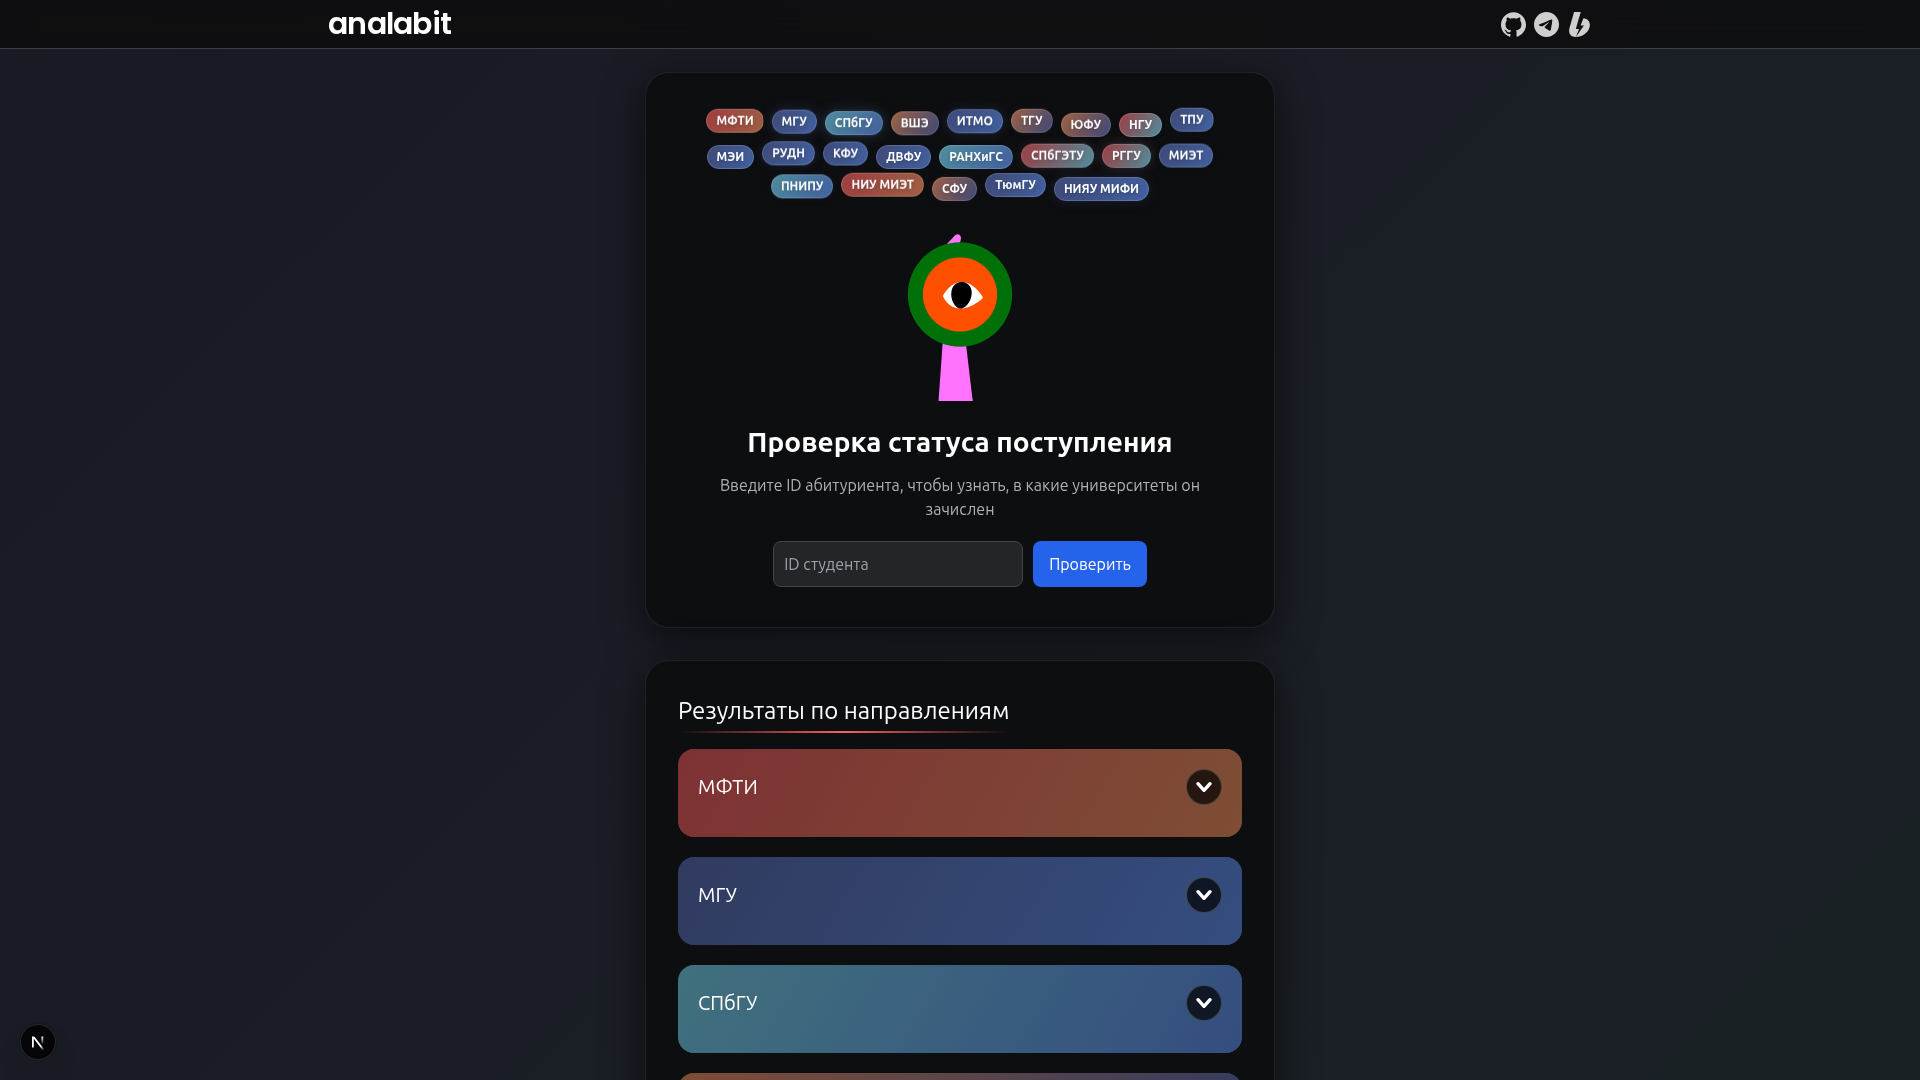 analabit
МФТИ МГУ СПбГУ ВШЭ ИТМО ТГУ ЮФУ НГУ ТПУ
МЭИ РУДН КФУ ДВФУ РАНХиГС СПбГЭТУ РГГУ МИЭТ
ПНИПУ НИУ МИЭТ СФУ ТюмГУ НИЯУ МИФИ
Проверка статуса поступления
Введите ID абитуриента, чтобы узнать, в какие университеты он
зачислен
ID студента Проверить
Результаты по направлениям
МФТИ
МГУ
СПбГУ
N